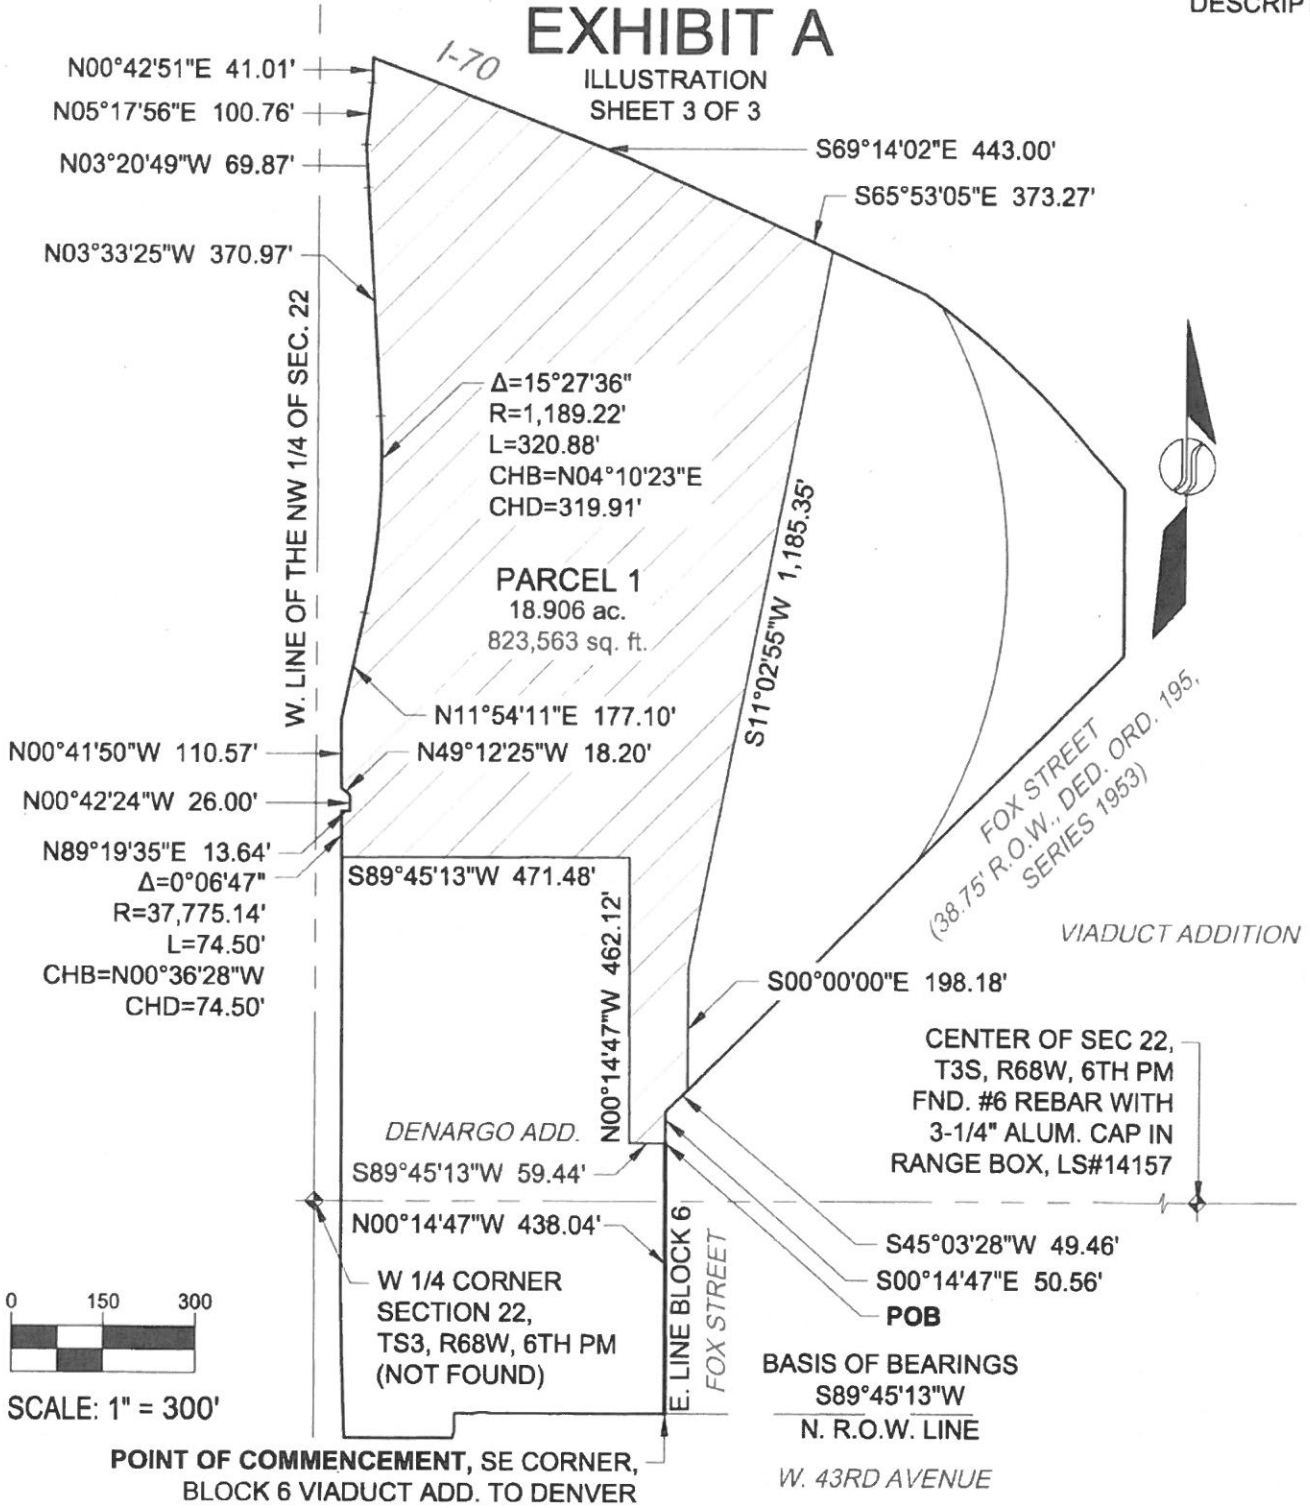 DESCRIPT
EXHIBIT A
ILLUSTRATION
SHEET 3 OF 3
I-70
N00°42'51"E 41.01'
N05°17'56"E 100.76'
N03°20'49"W 69.87'
N03°33'25"W 370.97'
S69°14'02"E 443.00'
S65°53'05"E 373.27'
W. LINE OF THE NW 1/4 OF SEC. 22
Δ=15°27'36"
R=1,189.22'
L=320.88'
CHB=N04°10'23"E
CHD=319.91'
PARCEL 1
18.906 ac.
823,563 sq. ft.
S11°02'55"W 1,185.35'
N11°54'11"E 177.10'
N00°41'50"W 110.57'
N49°12'25"W 18.20'
N00°42'24"W 26.00'
N89°19'35"E 13.64'
Δ=0°06'47"
R=37,775.14'
L=74.50'
CHB=N00°36'28"W
CHD=74.50'
S89°45'13"W 471.48'
N00°14'47"W 462.12'
FOX STREET
(38.75' R.O.W., DED. ORD. 195,
SERIES 1953)
VIADUCT ADDITION
S00°00'00"E 198.18'
CENTER OF SEC 22,
T3S, R68W, 6TH PM
FND. #6 REBAR WITH
3-1/4" ALUM. CAP IN
RANGE BOX, LS#14157
DENARGO ADD.
S89°45'13"W 59.44'
N00°14'47"W 438.04'
S45°03'28"W 49.46'
S00°14'47"E 50.56'
POB
W 1/4 CORNER
SECTION 22,
TS3, R68W, 6TH PM
(NOT FOUND)
E. LINE BLOCK 6
FOX STREET
BASIS OF BEARINGS
S89°45'13"W
N. R.O.W. LINE
W. 43RD AVENUE
0 150 300
SCALE: 1" = 300'
POINT OF COMMENCEMENT, SE CORNER,
BLOCK 6 VIADUCT ADD. TO DENVER